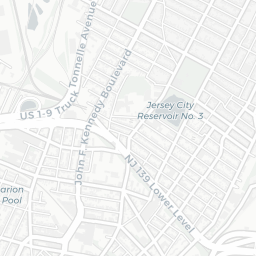 US 1-9 Truck Tonnelle Avenue
John F. Kennedy Boulevard
Jersey City
Reservoir No. 3
NJ 139 Lower Level
arion
Pool